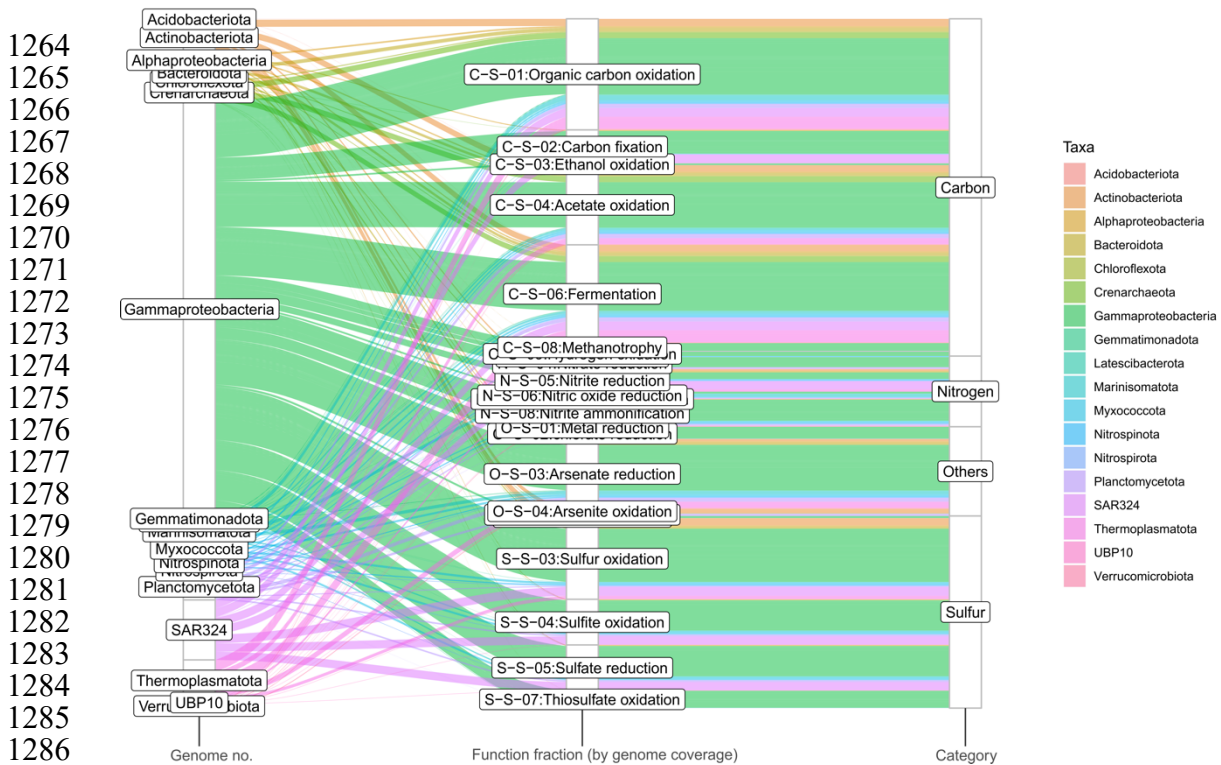 1264
1265
1266
1267
1268
1269
1270
1271
1272
1273
1274
1275
1276
1277
1278
1279
1280
1281
1282
1283
1284
1285
1286
Acidobacteriota
Actinobacteriota
Alphaproteobacteria
Bacteroidota
Chloroflexota
Crenarchaeota
Gammaproteobacteria
Gemmatimonadota
Marinisomatota
Myxococcota
Nitrospinota
Nitrospirota
Planctomycetota
SAR324
Thermoplasmatota
UBP10
Genome no.
C-S-01:Organic carbon oxidation
C-S-02:Carbon fixation
C-S-03:Ethanol oxidation
C-S-04:Acetate oxidation
C-S-06:Fermentation
C-S-08:Methanotrophy
N-S-05:Nitrite reduction
N-S-06:Nitric oxide reduction
N-S-08:Nitrite ammonification
O-S-01:Metal reduction
O-S-03:Arsenate reduction
O-S-04:Arsenite oxidation
S-S-03:Sulfur oxidation
S-S-04:Sulfite oxidation
S-S-05:Sulfate reduction
S-S-07:Thiosulfate oxidation
Function fraction (by genome coverage)
Carbon
Nitrogen
Others
Sulfur
Category
Taxa
Acidobacteriota
Actinobacteriota
Alphaproteobacteria
Bacteroidota
Chloroflexota
Crenarchaeota
Gammaproteobacteria
Gemmatimonadota
Latescibacterota
Marinisomatota
Myxococcota
Nitrospinota
Nitrospirota
Planctomycetota
SAR324
Thermoplasmatota
UBP10
Verrucomicrobiota